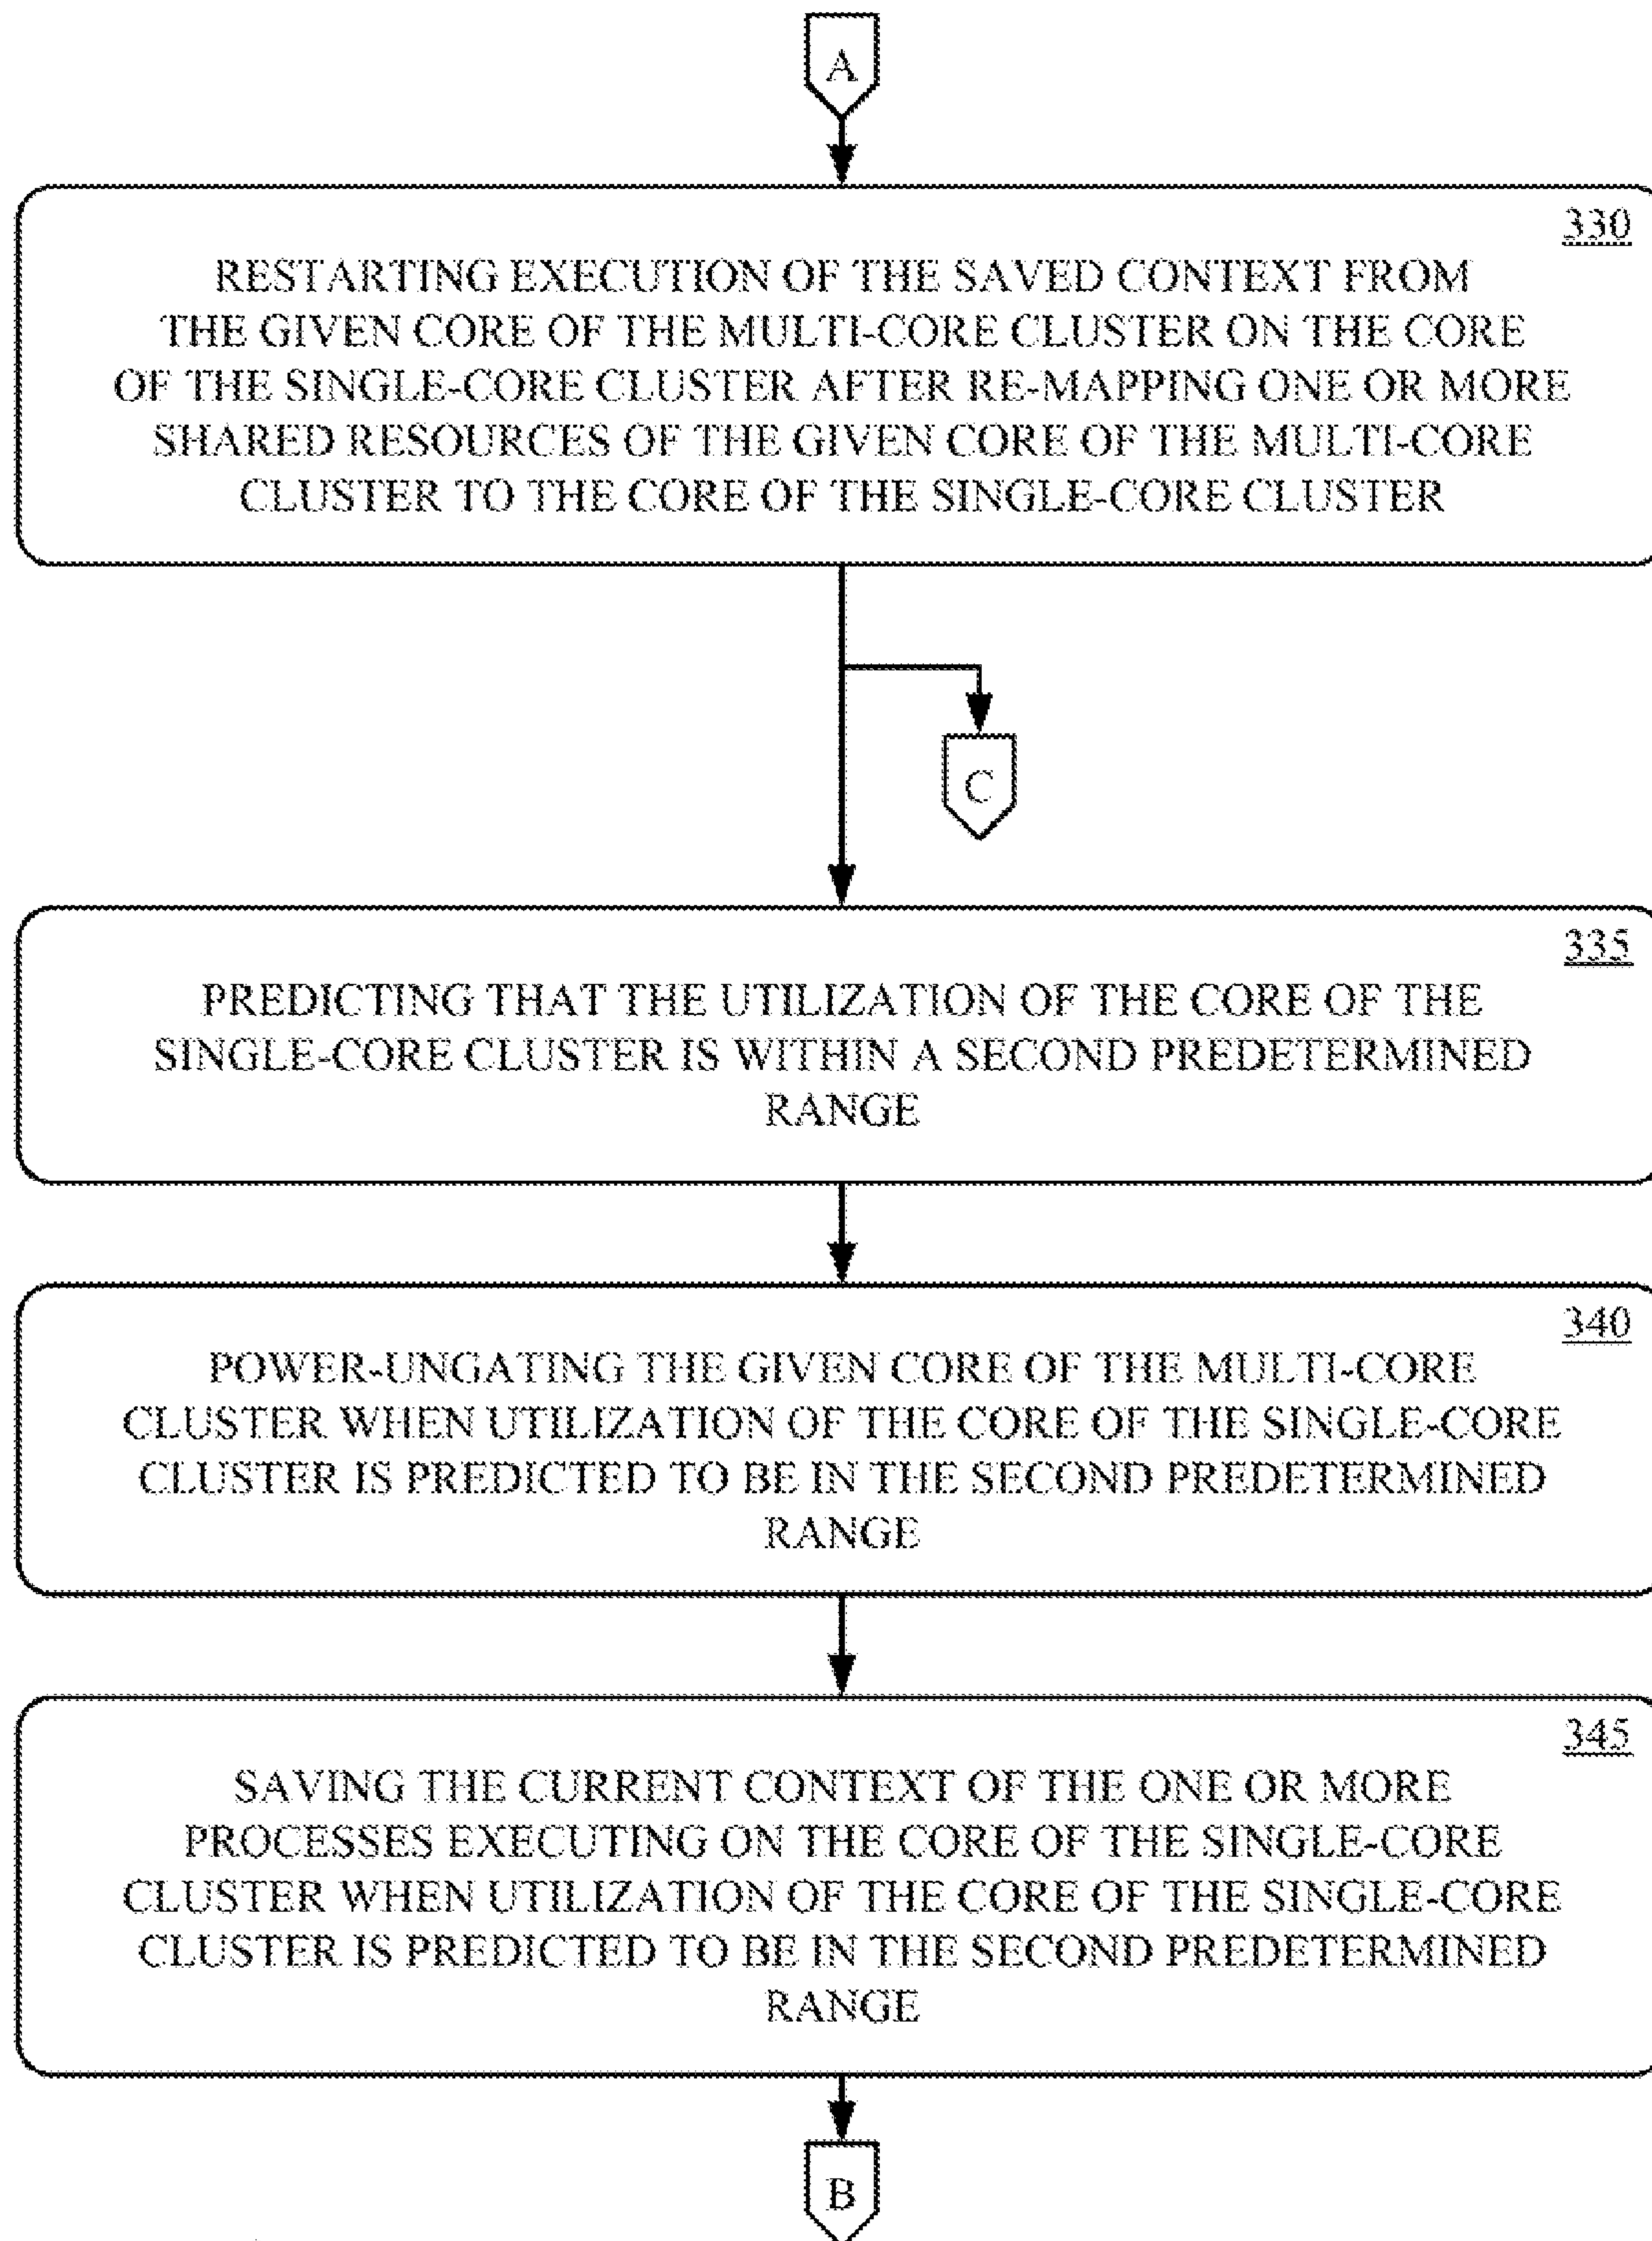 A
330
RESTARTING EXECUTION OF THE SAVED CONTEXT FROM
THE GIVEN CORE OF THE MULTI-CORE CLUSTER ON THE CORE
OF THE SINGLE-CORE CLUSTER AFTER RE-MAPPING ONE OR MORE
SHARED RESOURCES OF THE GIVEN CORE OF THE MULTI-CORE
CLUSTER TO THE CORE OF THE SINGLE-CORE CLUSTER
C
335
PREDICTING THAT THE UTILIZATION OF THE CORE OF THE
SINGLE-CORE CLUSTER IS WITHIN A SECOND PREDETERMINED
RANGE
340
POWER-UNGATING THE GIVEN CORE OF THE MULTI-CORE
CLUSTER WHEN UTILIZATION OF THE CORE OF THE SINGLE-CORE
CLUSTER IS PREDICTED TO BE IN THE SECOND PREDETERMINED
RANGE
345
SAVING THE CURRENT CONTEXT OF THE ONE OR MORE
PROCESSES EXECUTING ON THE CORE OF THE SINGLE-CORE
CLUSTER WHEN UTILIZATION OF THE CORE OF THE SINGLE-CORE
CLUSTER IS PREDICTED TO BE IN THE SECOND PREDETERMINED
RANGE
B